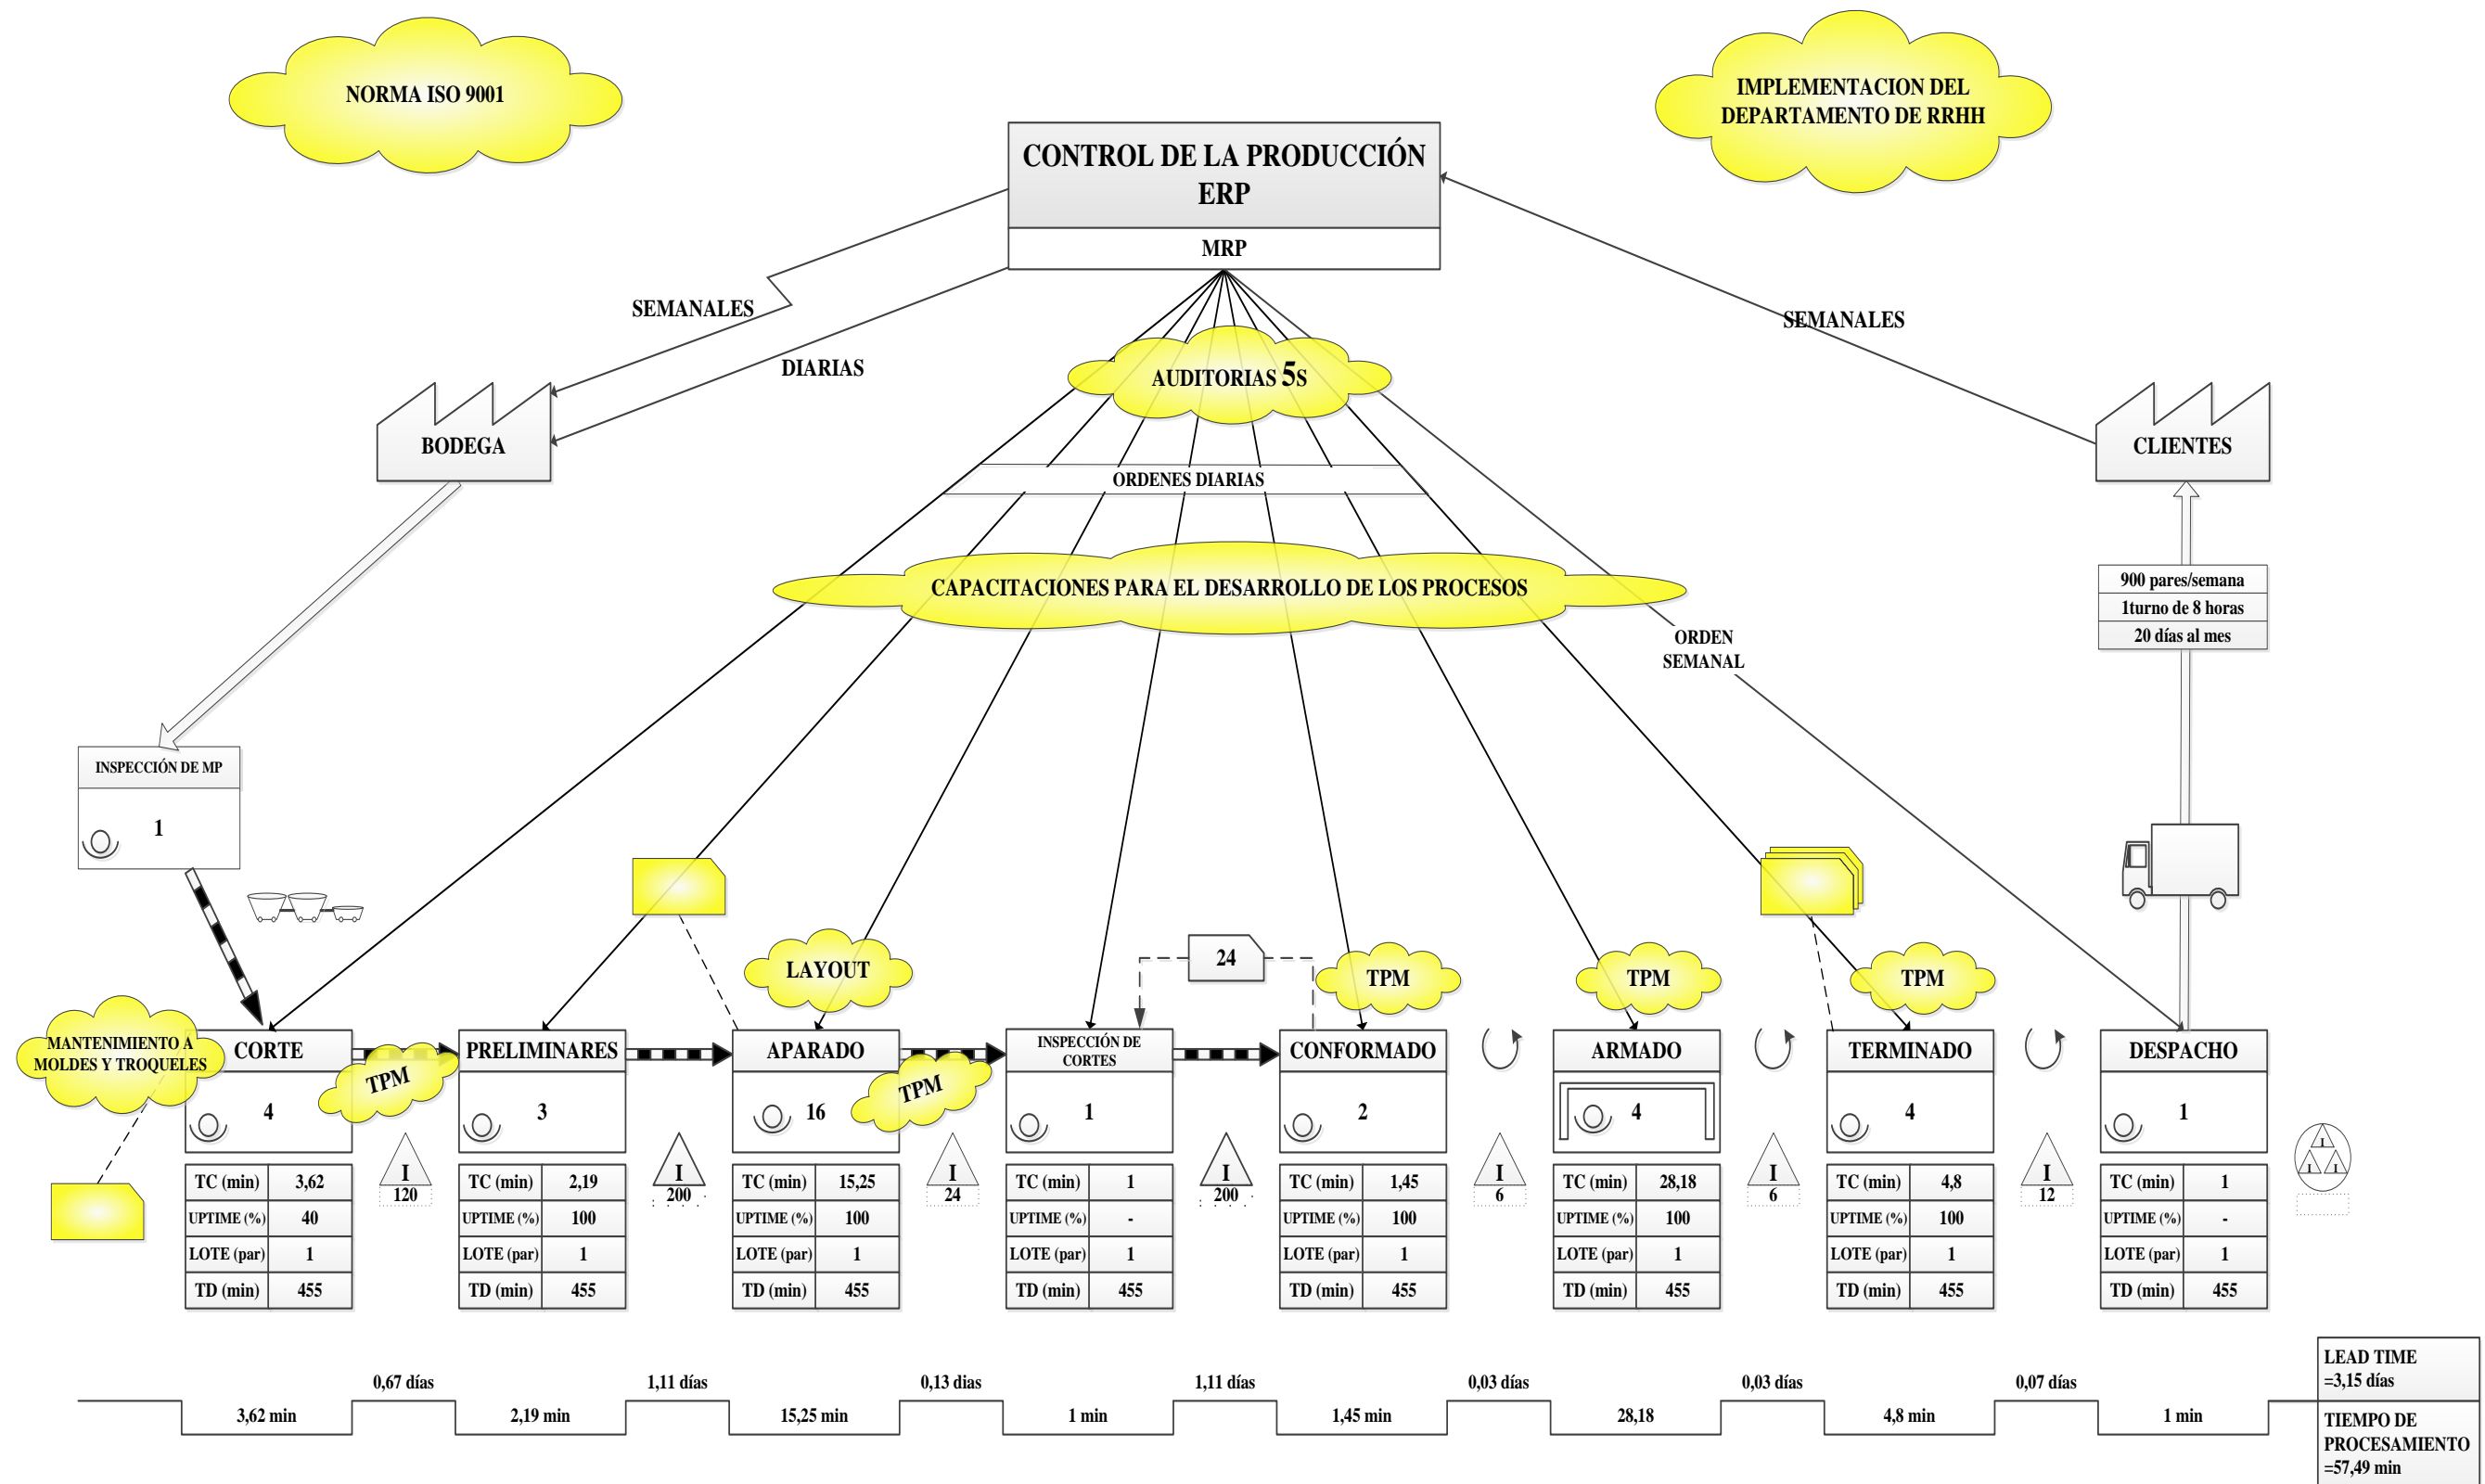 NORMA ISO 9001
IMPLEMENTACION DEL
DEPARTAMENTO DE RRHH
CONTROL DE LA PRODUCCIÓN
ERP
MRP
SEMANALES
DIARIAS
SEMANALES
AUDITORIAS 5S
BODEGA
CLIENTES
ORDENES DIARIAS
CAPACITACIONES PARA EL DESARROLLO DE LOS PROCESOS
900 pares/semana
1turno de 8 horas
20 días al mes
ORDEN
SEMANAL
INSPECCIÓN DE MP
1
LAYOUT
24
TPM
TPM
TPM
MANTENIMIENTO A
MOLDES Y TROQUELES
CORTE
4
TPM
PRELIMINARES
3
APARADO
16
TPM
INSPECCIÓN DE
CORTES
1
CONFORMADO
2
ARMADO
4
TERMINADO
4
DESPACHO
1
I
120
I
200
I
24
I
200
I
6
I
6
I
12
I
I I
TC (min) 3,62
UPTIME (%) 40
LOTE (par) 1
TD (min) 455
TC (min) 2,19
UPTIME (%) 100
LOTE (par) 1
TD (min) 455
TC (min) 15,25
UPTIME (%) 100
LOTE (par) 1
TD (min) 455
TC (min) 1
UPTIME (%) -
LOTE (par) 1
TD (min) 455
TC (min) 1,45
UPTIME (%) 100
LOTE (par) 1
TD (min) 455
TC (min) 28,18
UPTIME (%) 100
LOTE (par) 1
TD (min) 455
TC (min) 4,8
UPTIME (%) 100
LOTE (par) 1
TD (min) 455
TC (min) 1
UPTIME (%) -
LOTE (par) 1
TD (min) 455
0,67 días
1,11 días
0,13 dias
1,11 días
0,03 días
0,03 días
0,07 días
3,62 min
2,19 min
15,25 min
1 min
1,45 min
28,18
4,8 min
1 min
LEAD TIME
=3,15 días
TIEMPO DE
PROCESAMIENTO
=57,49 min